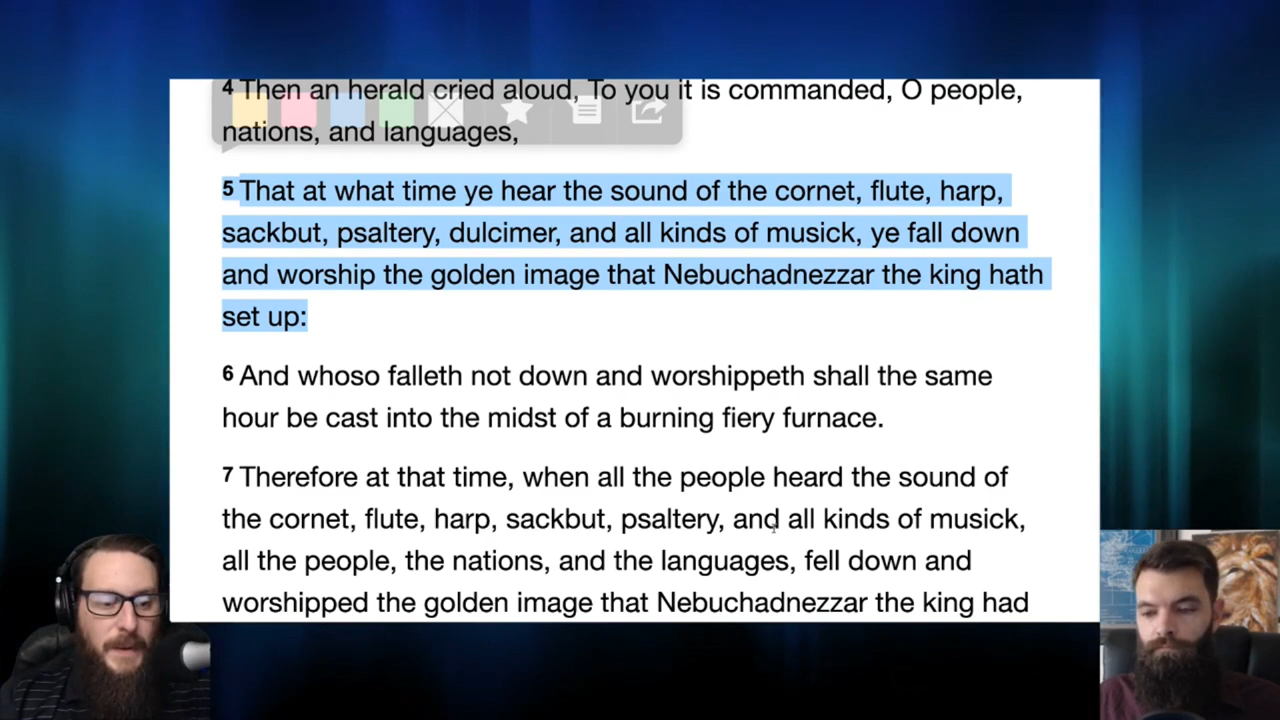 4 Then an herald cried aloud, To you it is commanded, O people,
nations, and languages,
5 That at what time ye hear the sound of the cornet, flute, harp,
sackbut, psaltery, dulcimer, and all kinds of musick, ye fall down
and worship the golden image that Nebuchadnezzar the king hath
set up:
6 And whoso falleth not down and worshippeth shall the same
hour be cast into the midst of a burning fiery furnace.
7 Therefore at that time, when all the people heard the sound of
the cornet, flute, harp, sackbut, psaltery, and all kinds of musick,
all the people, the nations, and the languages, fell down and
worshipped the golden image that Nebuchadnezzar the king had